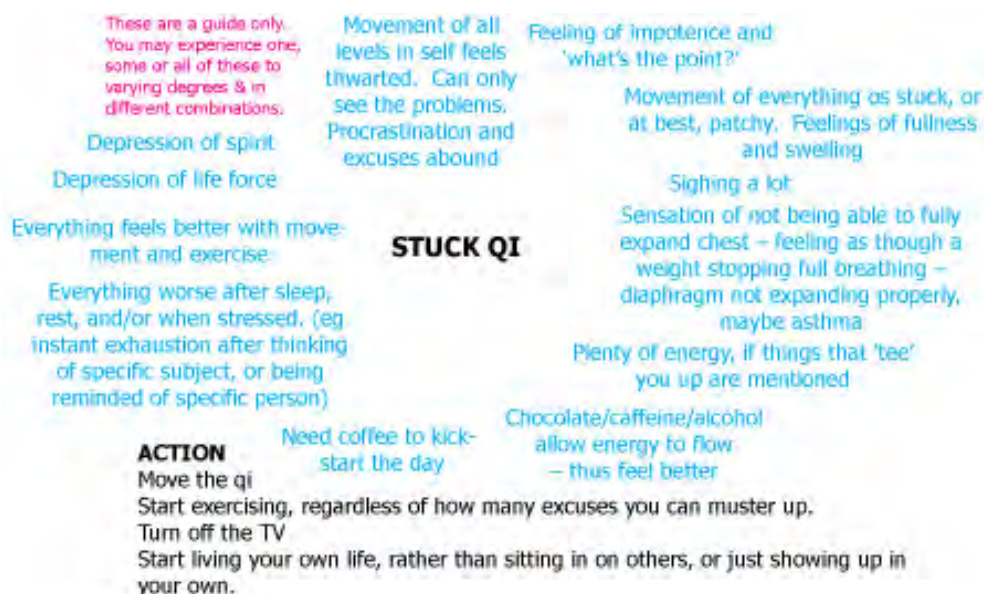 These are a guide only.
You may experience one,
some or all of these to
varying degrees & in
different combinations.
Movement of all
levels in self feels
thwarted. Can only
see the problems.
Procrastination and
excuses abound
Feeling of impotence and
'what's the point?'
Movement of everything os stuck, or
at best, patchy. Feelings of fullness
and swelling
Depression of spirit
Depression of life force
Sighing a lot
Everything feels better with move-
ment and exercise
STUCK QI
Sensation of not being able to fully
expand chest – feeling as though a
weight stopping full breathing –
diaphragm not expanding properly,
maybe asthma
Everything worse after sleep,
rest, and/or when stressed. (eg
instant exhaustion after thinking
of specific subject, or being
reminded of specific person)
Plenty of energy, if things that 'tee'
you up are mentioned
Need coffee to kick-
start the day
Chocolate/caffeine/alcohol
allow energy to flow
– thus feel better
ACTION
Move the qi
Start exercising, regardless of how many excuses you can muster up.
Turn off the TV
Start living your own life, rather than sitting in on others, or just showing up in
your own.